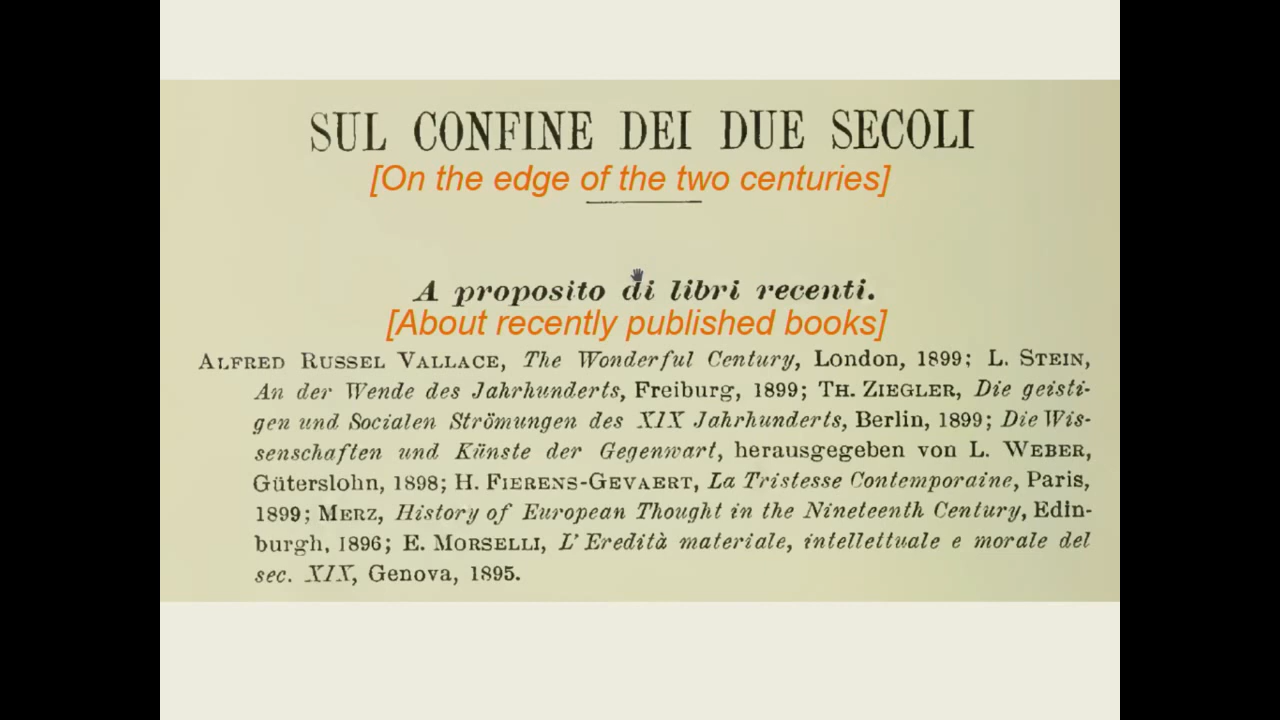 SUL CONFINE DEI DUE SECOLI
[On the edge of the two centuries]
A proposito di libri recenti.
[About recently published books]
ALFRED RUSSEL VALLACE, The Wonderful Century, London, 1899; L. STEIN,
An der Wende des Jahrhunderts, Freiburg, 1899; TH. ZIEGLER, Die geisti-
gen und Socialen Strömungen des XIX Jahrhunderts, Berlin, 1899; Die Wis-
senschaften und Künste der Gegenwart, herausgegeben von L. WEBER,
Güterslohn, 1898; H. FIERENS-GEVAERT, La Tristesse Contemporaine, Paris,
1899; MERZ, History of European Thought in the Nineteenth Century, Edin-
burgh, 1896; E. MORSELLI, L'Eredità materiale, intellettuale e morale del
sec. XIX, Genova, 1895.